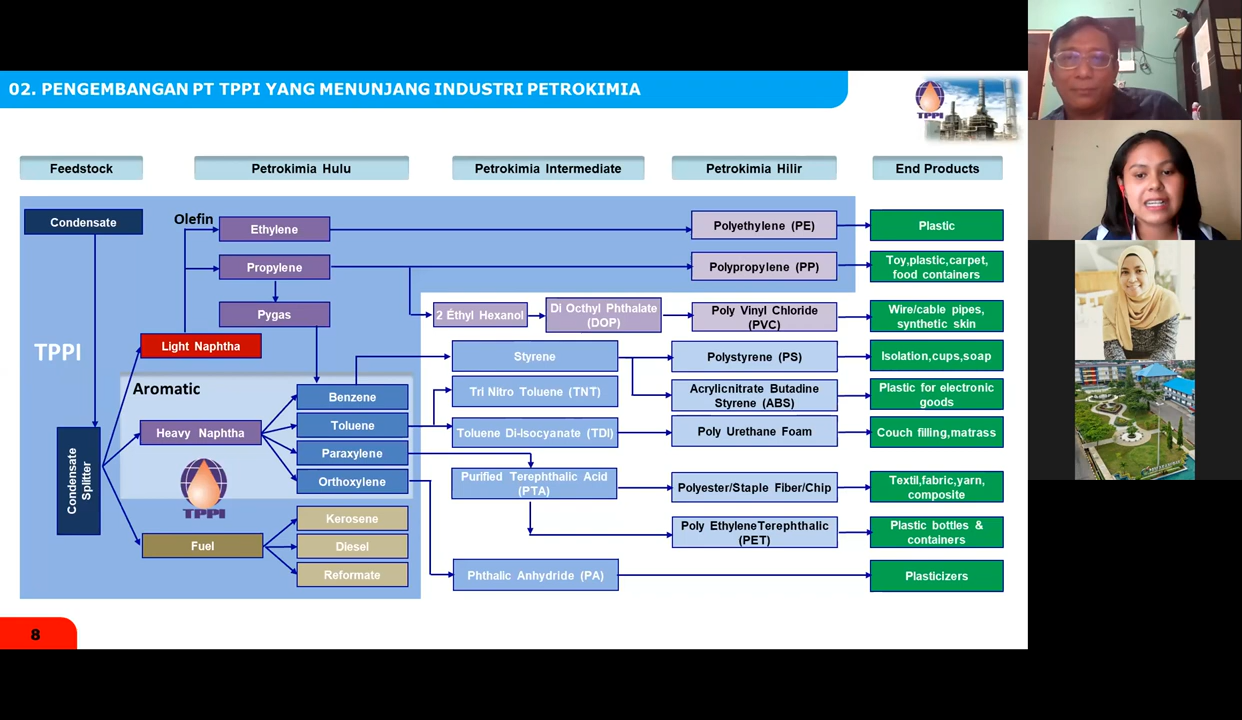 02. PENGEMBANGAN PT TPPI YANG MENUNJANG INDUSTRI PETROKIMIA
TPPI
Feedstock
Petrokimia Hulu
Petrokimia Intermediate
Petrokimia Hilir
End Products
Condensate
Olefin
Ethylene
Polyethylene (PE)
Plastic
Propylene
Polypropylene (PP)
Toy,plastic,carpet,
food containers
Pygas
2 Éthyl Hexanol
Di Octhyl Phthalate
(DOP)
Poly Vinyl Chloride
(PVC)
Wire/cable pipes,
synthetic skin
TPPI
Light Naphtha
Styrene
Polystyrene (PS)
Isolation,cups,soap
Aromatic
Benzene
Tri Nitro Toluene (TNT)
Acrylicnitrate Butadine
Styrene (ABS)
Plastic for electronic
goods
Heavy Naphtha
Toluene
Toluene Di-Isocyanate (TDI)
Poly Urethane Foam
Couch filling,matrass
Paraxylene
Condensate
Splitter
TPPI
Orthoxylene
Purified Terephthalic Acid
(PTA)
Polyester/Staple Fiber/Chip
Textil,fabric,yarn,
composite
Kerosene
Poly EthyleneTerephthalic
(PET)
Plastic bottles &
containers
Fuel
Diesel
Reformate
Phthalic Anhydride (PA)
Plasticizers
8